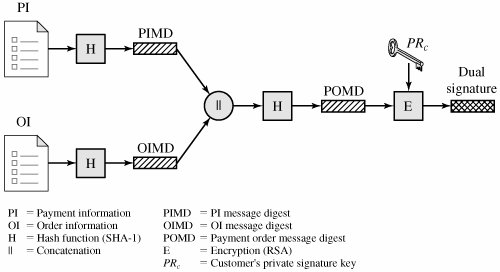 PI
PIMD
PRc
H
Dual
signature
POMD
||
H
E
OI
OIMD
H
PI = Payment information
OI = Order information
H = Hash function (SHA-1)
|| = Concatenation
PIMD = PI message digest
OIMD = OI message digest
POMD = Payment order message digest
E = Encryption (RSA)
PRc = Customer's private signature key